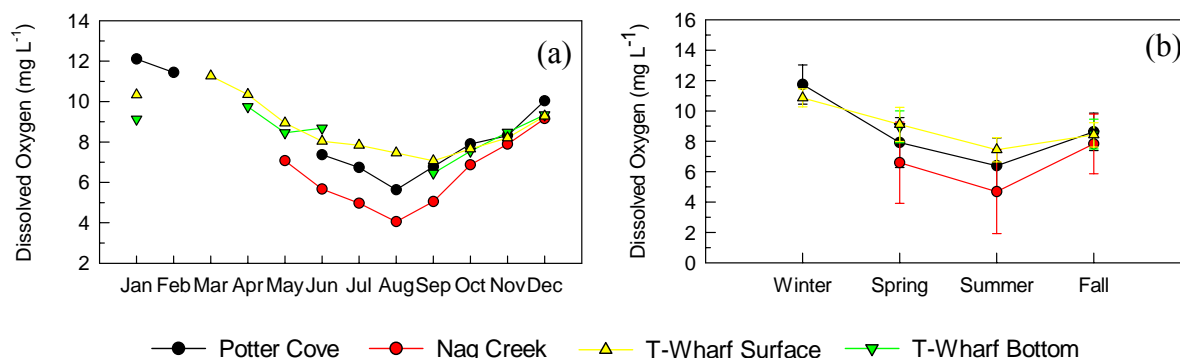 14
12
10
8
6
4
2
Dissolved Oxygen (mg L-1)
(a)
Jan Feb Mar Apr May Jun Jul Aug Sep Oct Nov Dec
16
14
12
10
8
6
4
2
0
Dissolved Oxygen (mg L-1)
(b)
Winter Spring Summer Fall
Potter Cove Nag Creek T-Wharf Surface T-Wharf Bottom